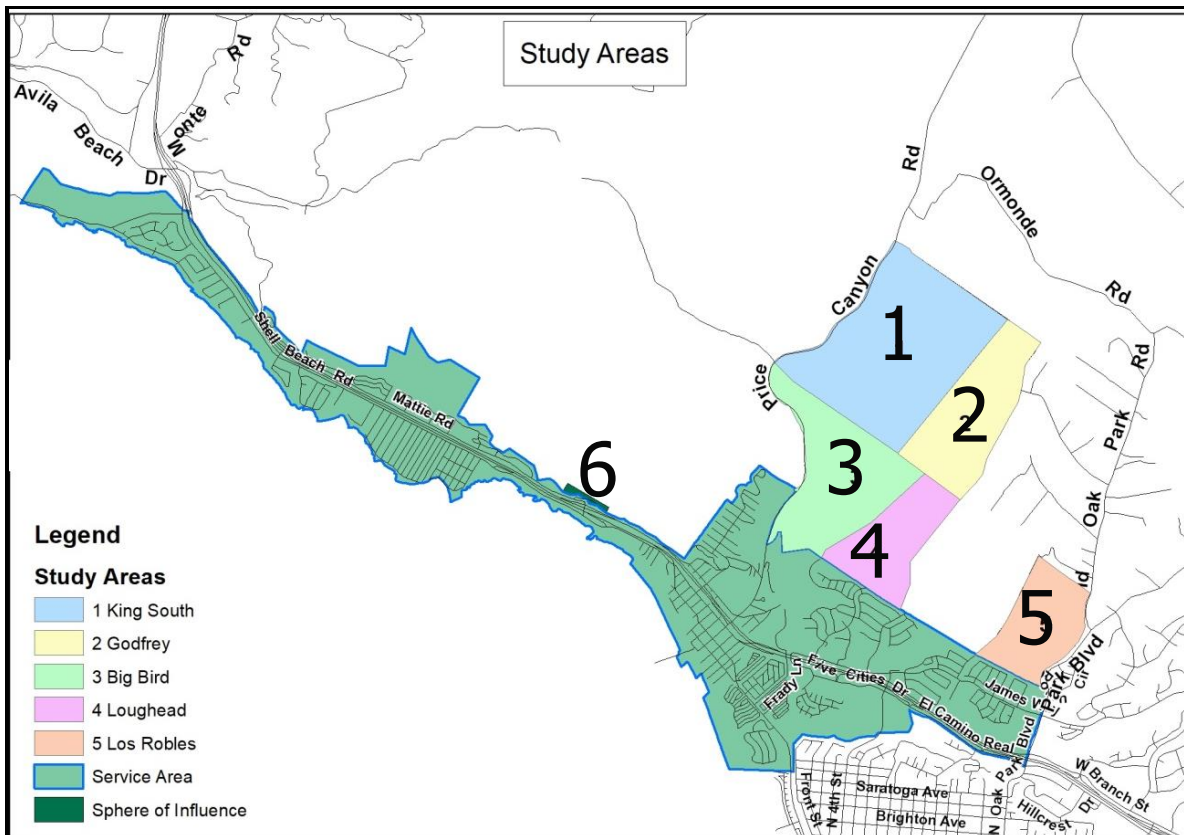 Study Areas
Avila
Beach
Dr
Monte
Rd
Rd
Canyon
Price
Ormonde
Rd
Rd
Park
Oak
1
2
2
3
4
5
6
Shell
Beach Rd
Mattie Rd
Five Cities Dr
Frady Ln
El Camino Real
James Way
Park Blvd
Cir
Park Blvd
W Branch St
Hillcrest
Dr
N Oak
Saratoga Ave
Brighton Ave
Front St
N 4th St
Legend
Study Areas
1 King South
2 Godfrey
3 Big Bird
4 Loughead
5 Los Robles
Service Area
Sphere of Influence